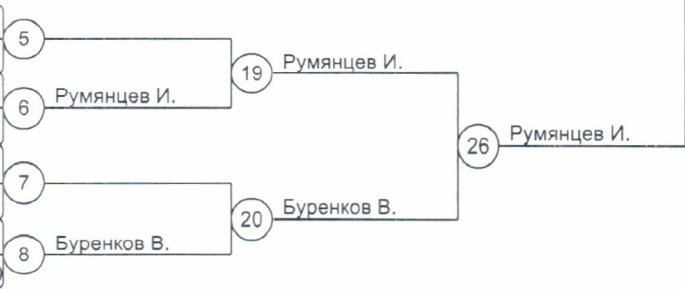 5
19 Румянцев И.
6 Румянцев И.
26 Румянцев И.
7
20 Буренков В.
8 Буренков В.